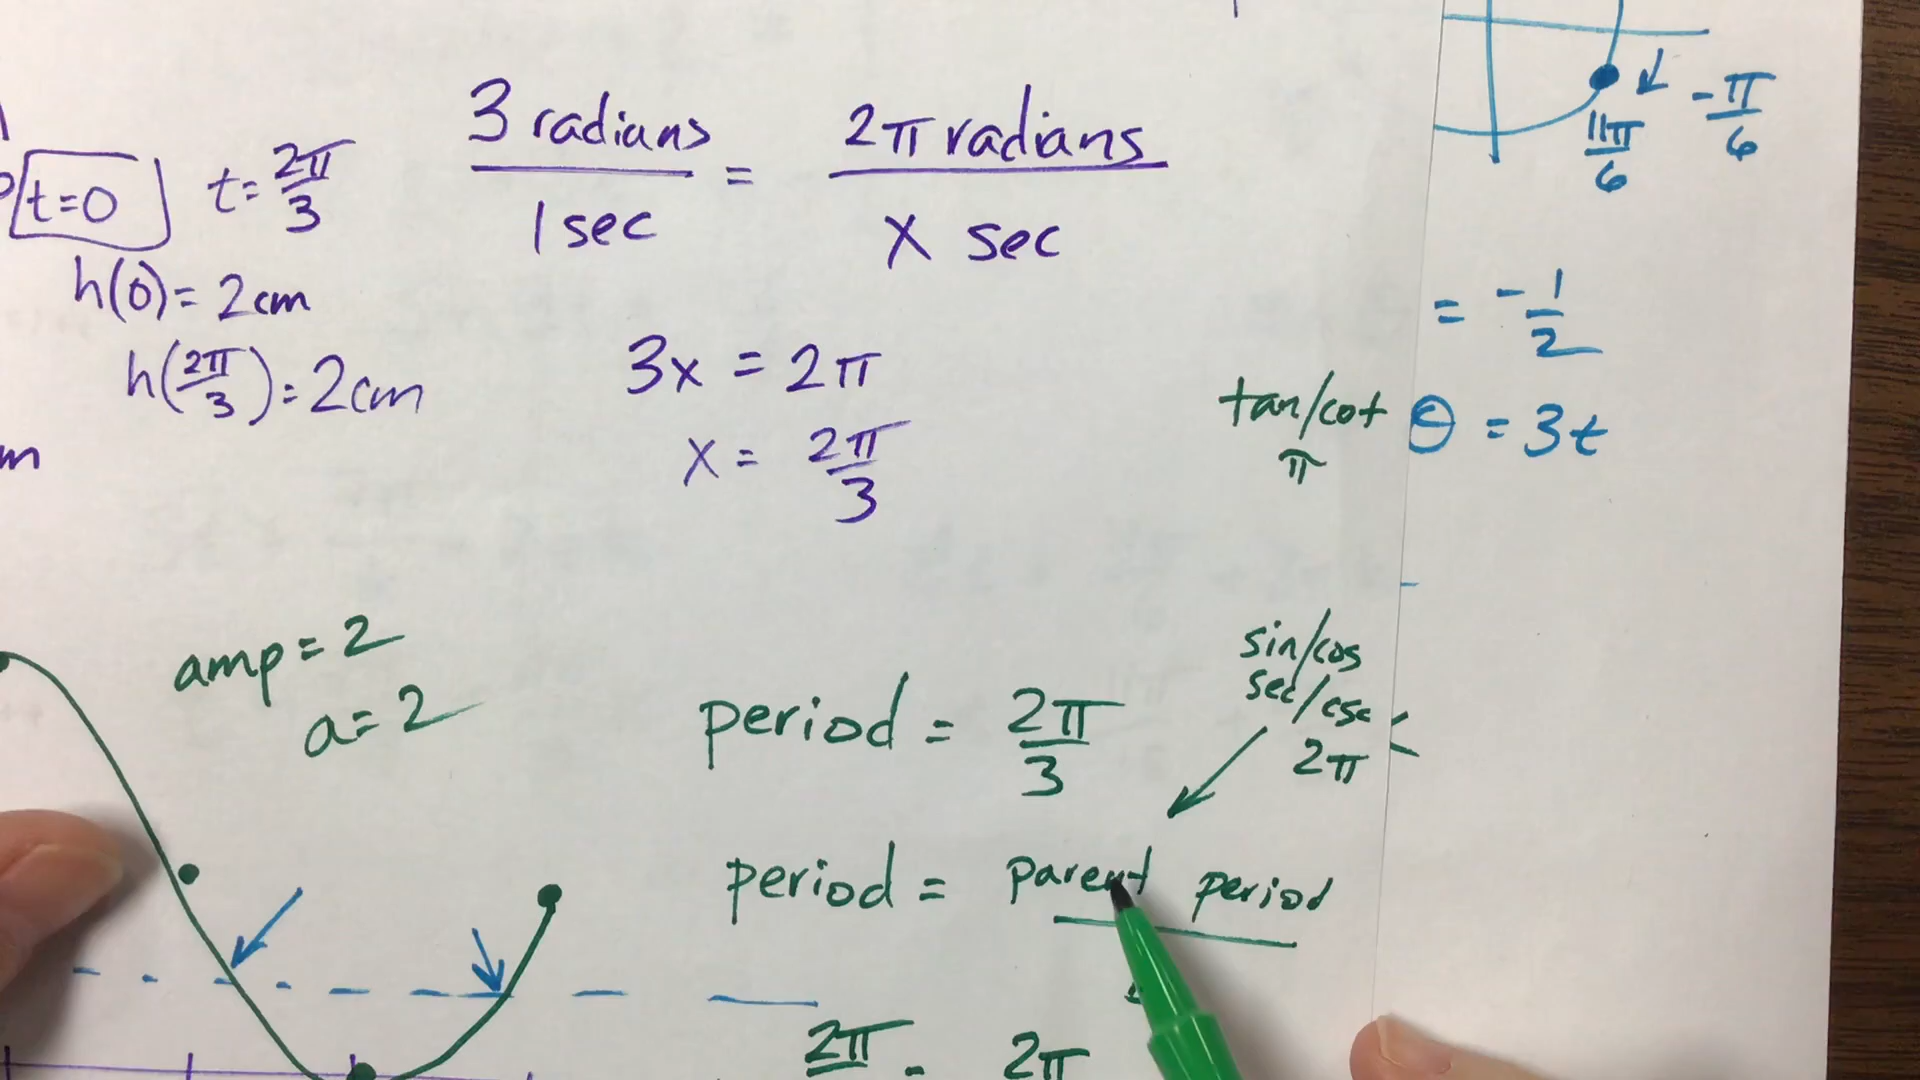 3 radians / 1 sec = 2π radians / x sec
t=0 t= 2π/3
h(0)= 2cm
h(2π/3)= 2cm
m
3x = 2π
x = 2π/3
11π/6 -π/6
= -1/2
θ = 3t
tan/cot
π
amp = 2
a = 2
sin/cos
sec/csc
2π
period = 2π/3
period = parent period
2π = 2π